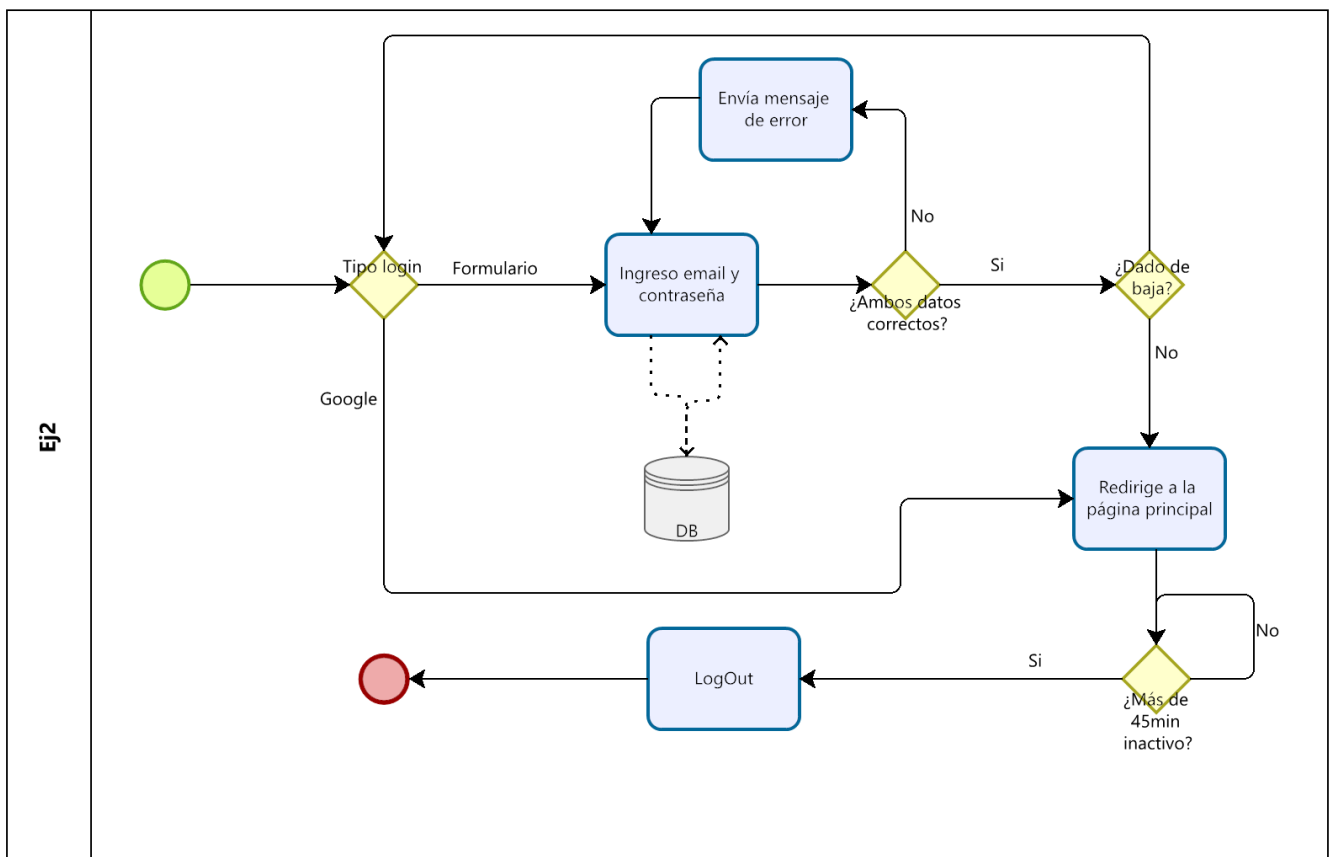 Ej2
Envía mensaje
de error
No
Tipo login
Formulario
Ingreso email y
contraseña
¿Ambos datos
correctos?
Si
¿Dado de
baja?
No
Google
DB
Redirige a la
página principal
No
¿Más de
45min
inactivo?
Si
LogOut